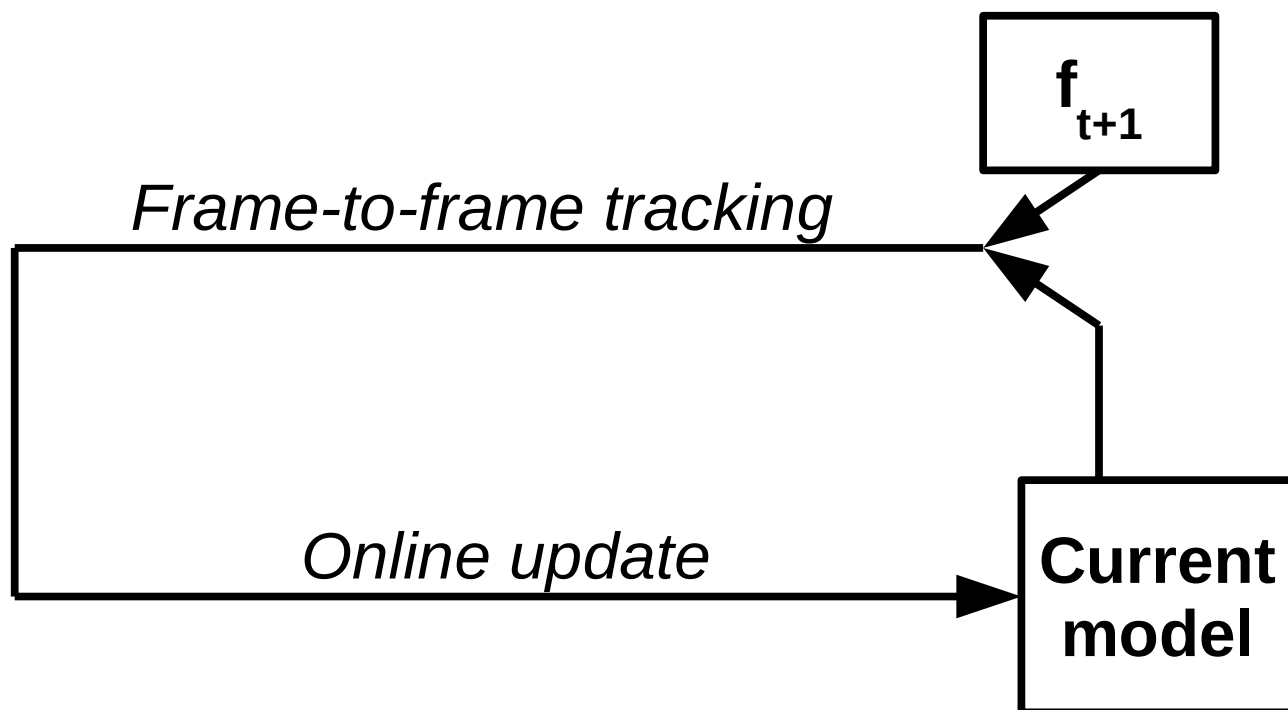 f t+1
Frame-to-frame tracking
Online update
Current
model